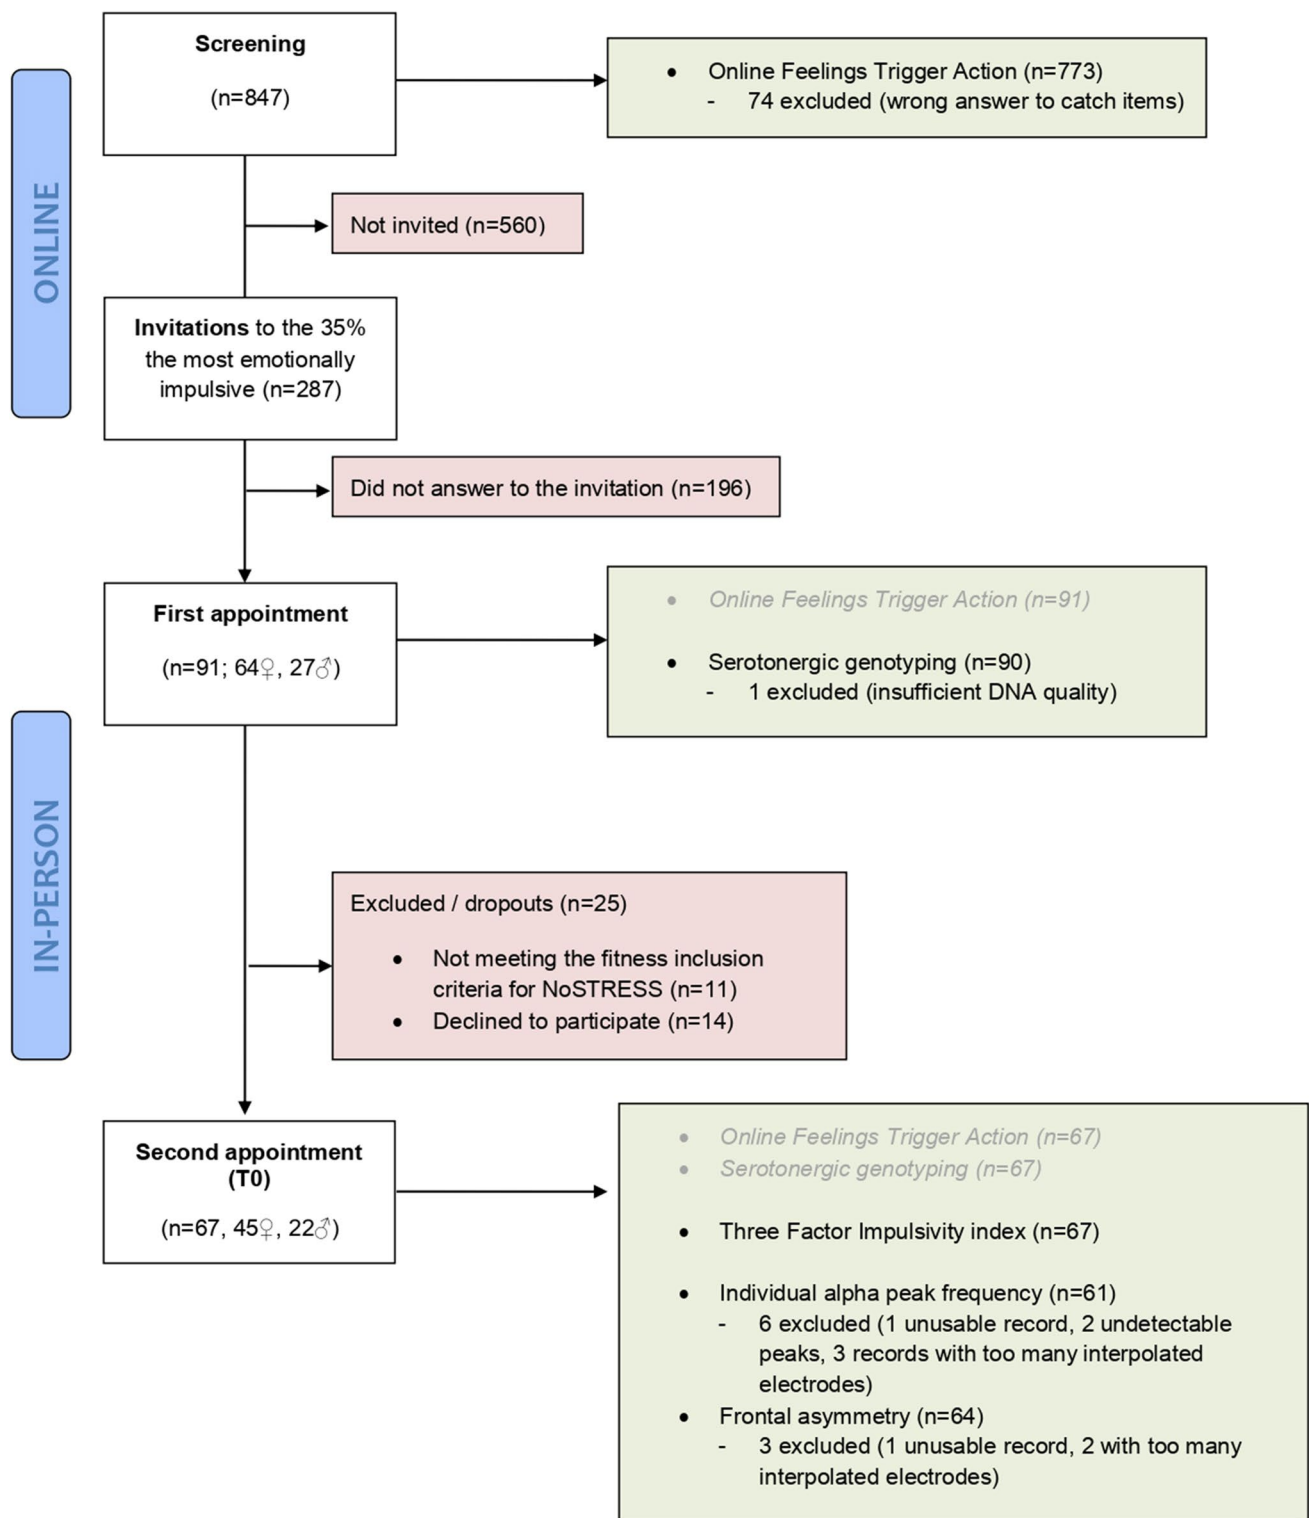 ONLINE
Screening
(n=847)
• Online Feelings Trigger Action (n=773)
- 74 excluded (wrong answer to catch items)
Not invited (n=560)
Invitations to the 35%
the most emotionally
impulsive (n=287)
Did not answer to the invitation (n=196)
IN-PERSON
First appointment
(n=91; 64♀, 27♂)
• Online Feelings Trigger Action (n=91)
• Serotonergic genotyping (n=90)
- 1 excluded (insufficient DNA quality)
Excluded / dropouts (n=25)
• Not meeting the fitness inclusion
criteria for NoSTRESS (n=11)
• Declined to participate (n=14)
Second appointment
(T0)
(n=67, 45♀, 22♂)
• Online Feelings Trigger Action (n=67)
• Serotonergic genotyping (n=67)
• Three Factor Impulsivity index (n=67)
• Individual alpha peak frequency (n=61)
- 6 excluded (1 unusable record, 2 undetectable
peaks, 3 records with too many interpolated
electrodes)
• Frontal asymmetry (n=64)
- 3 excluded (1 unusable record, 2 with too many
interpolated electrodes)